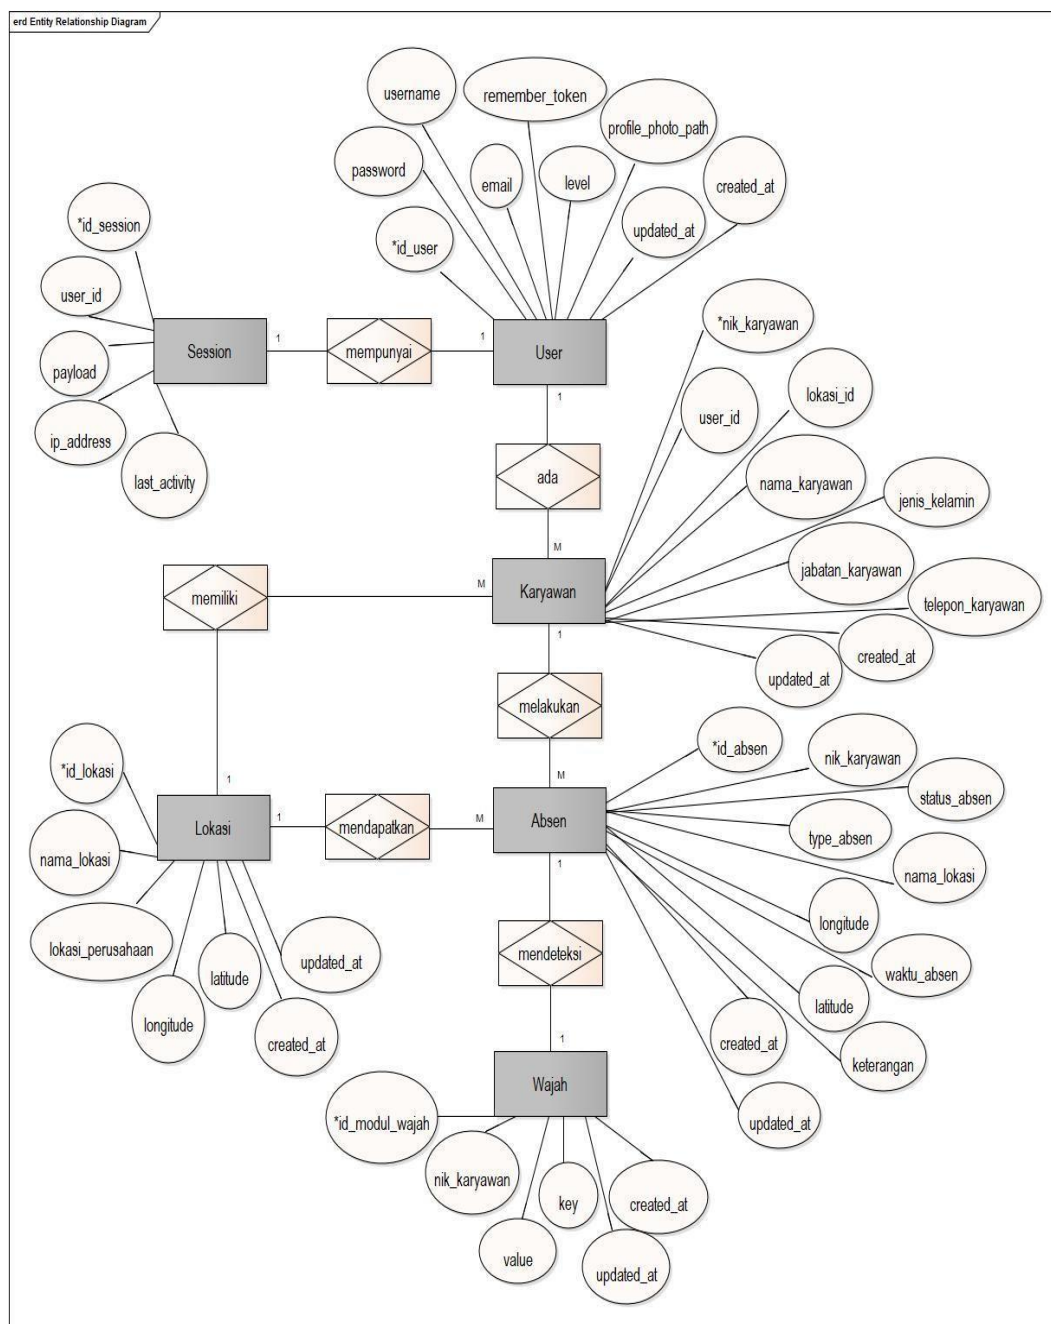 erd Entity Relationship Diagram
username
remember_token
profile_photo_path
password
email
level
created_at
*id_user
updated_at
*id_session
user_id
payload
ip_address
last_activity
Session
1
mempunyai
1
User
1
ada
M
*nik_karyawan
lokasi_id
user_id
nama_karyawan
jenis_kelamin
jabatan_karyawan
telepon_karyawan
created_at
updated_at
memiliki
M
Karyawan
1
melakukan
M
1
*id_lokasi
nama_lokasi
lokasi_perusahaan
longitude
latitude
created_at
updated_at
Lokasi
1
mendapatkan
M
Absen
1
*id_absen
nik_karyawan
status_absen
type_absen
nama_lokasi
longitude
waktu_absen
latitude
keterangan
created_at
updated_at
mendeteksi
1
Wajah
*id_modul_wajah
nik_karyawan
value
key
created_at
updated_at